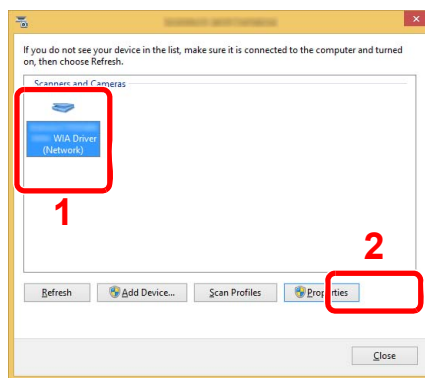 If you do not see your device in the list, make sure it is connected to the computer and turned
on, then choose Refresh.
Scanners and Cameras
WIA Driver
(Network)
1
2
Refresh
Add Device...
Scan Profiles
Properties
Close